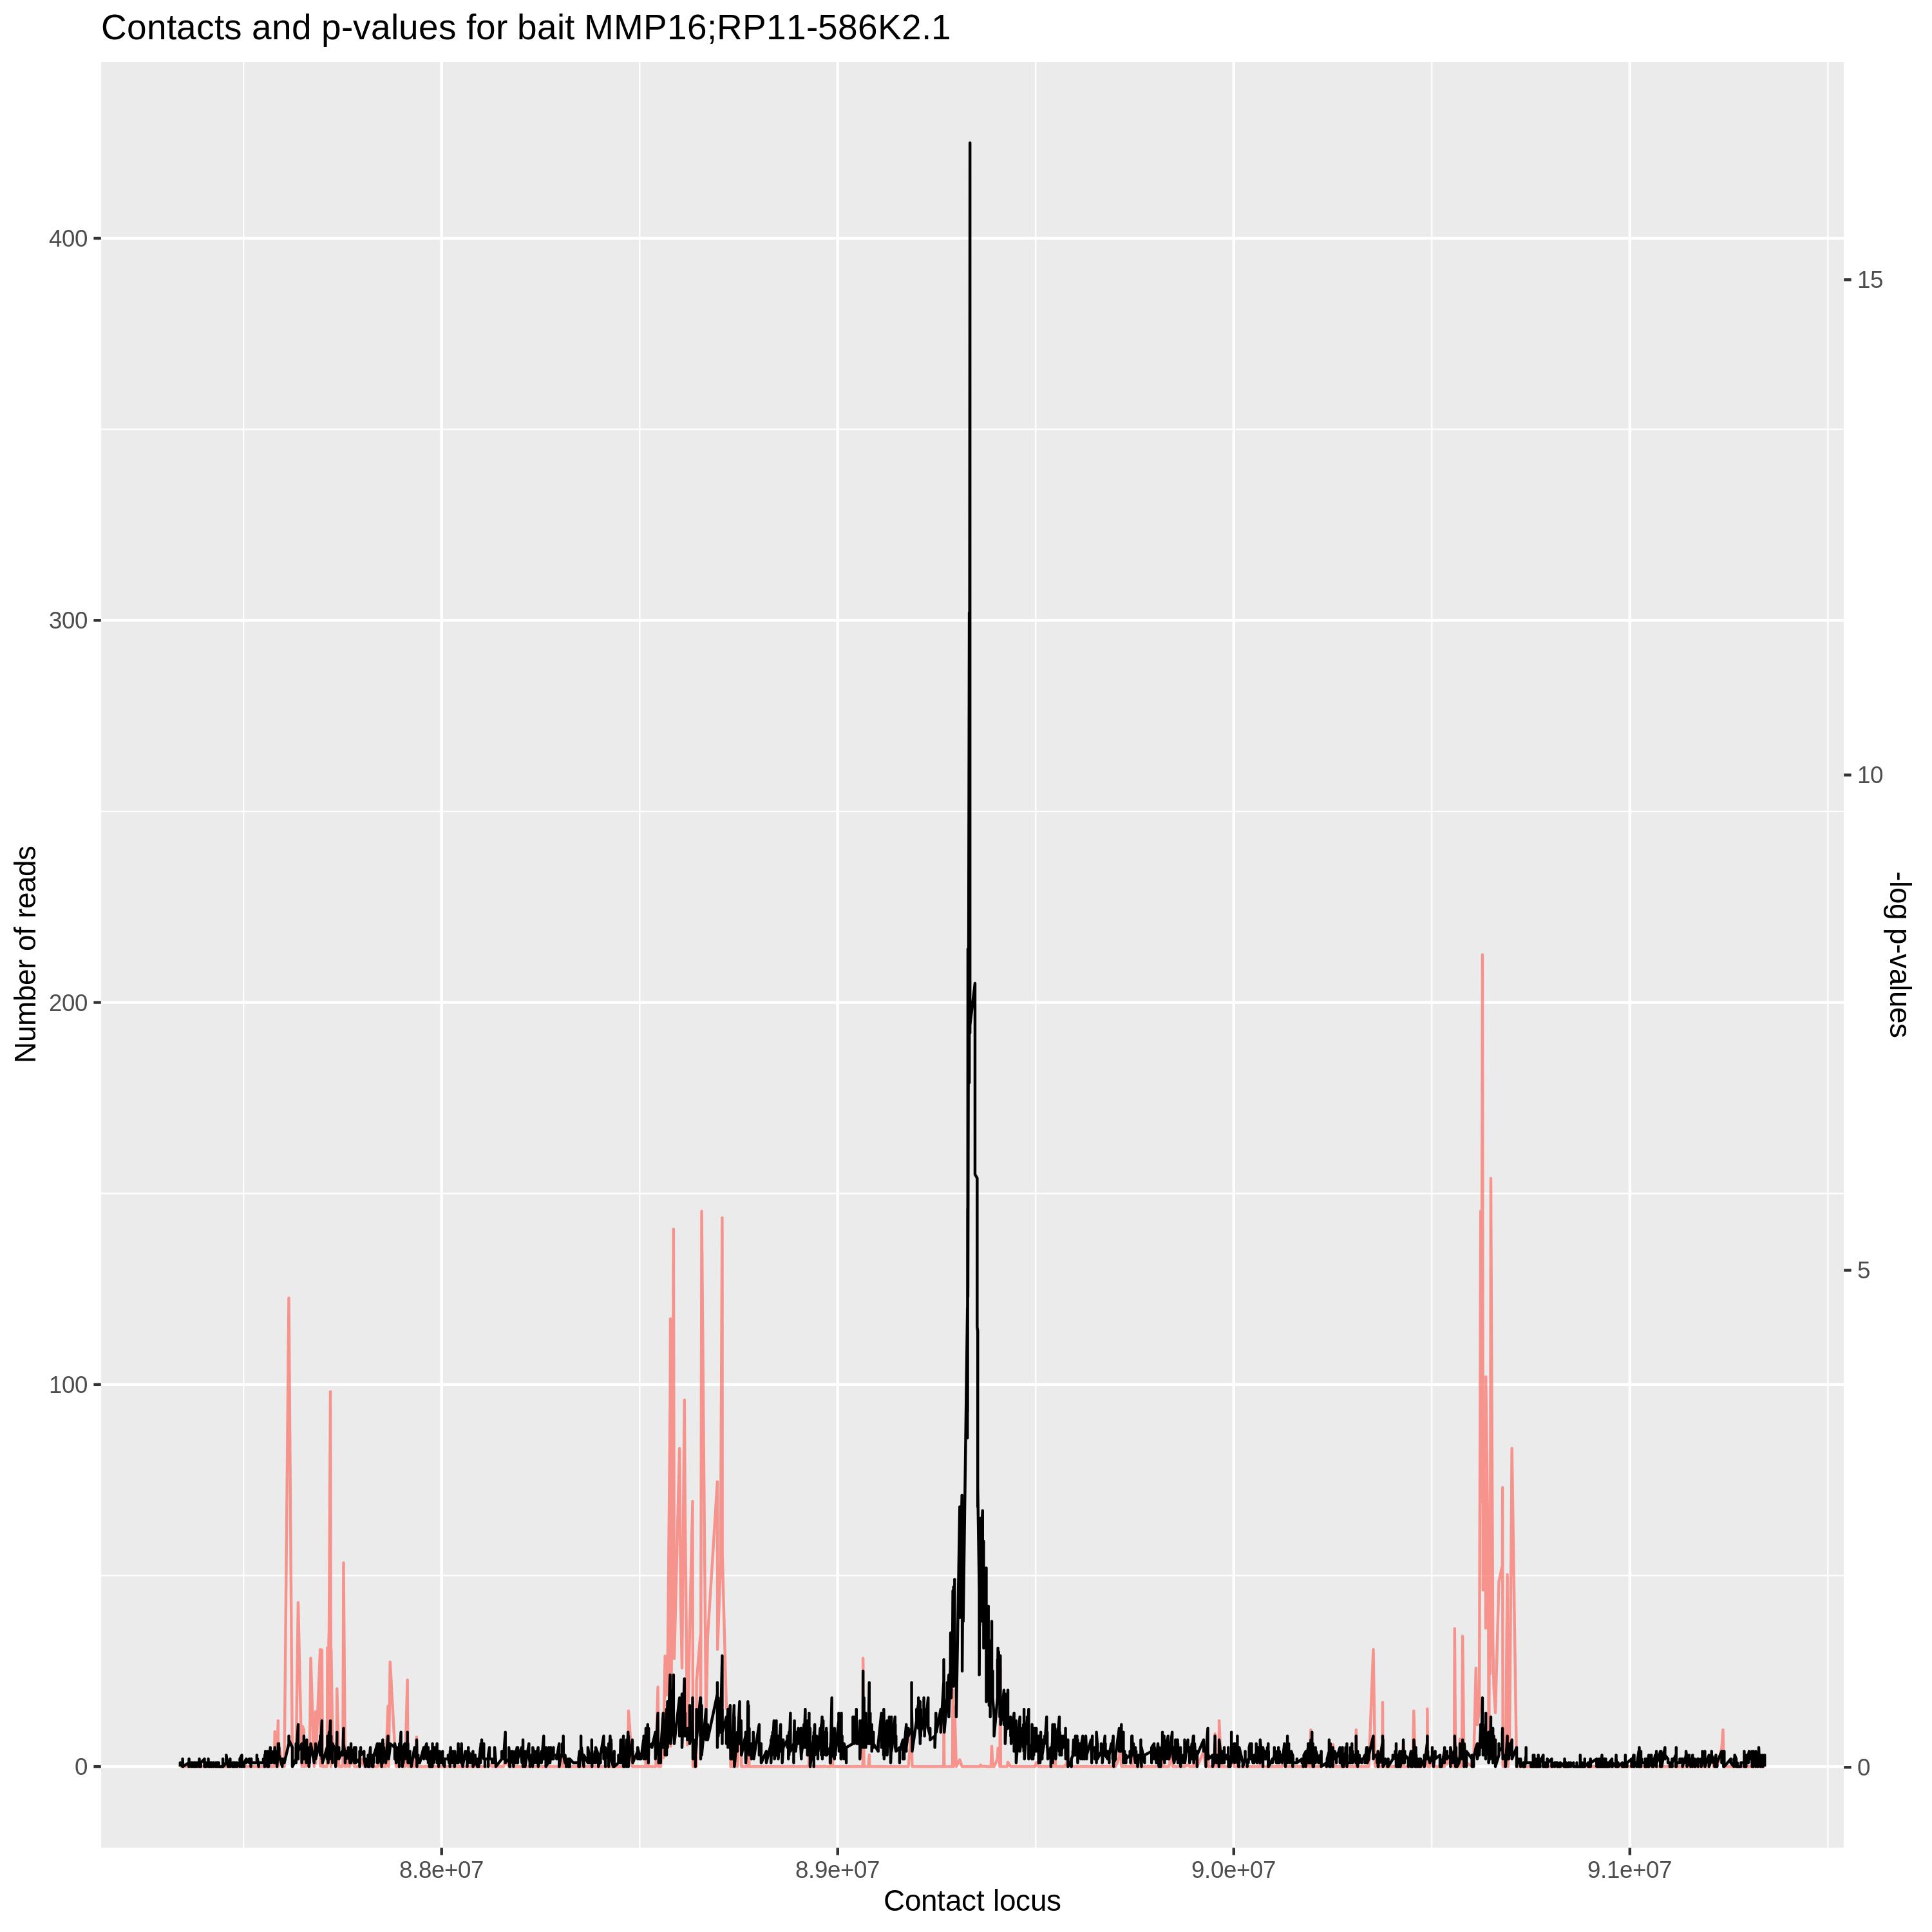 Contacts and p-values for bait MMP16;RP11-586K2.1
400
300
200
100
0
Number of reads
15
10
5
0
-log p-values
8.8e+07
8.9e+07
9.0e+07
9.1e+07
Contact locus